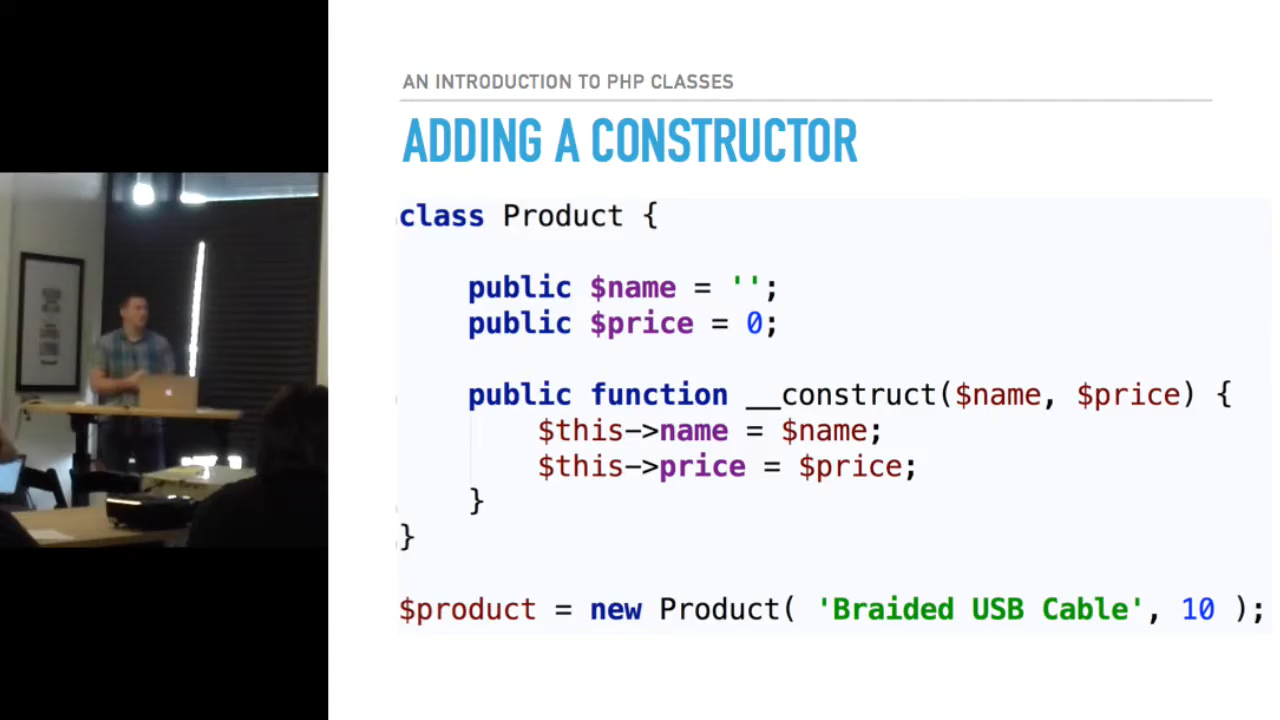 AN INTRODUCTION TO PHP CLASSES
ADDING A CONSTRUCTOR
class Product {
public $name = '';
public $price = 0;
public function __construct($name, $price) {
$this->name = $name;
$this->price = $price;
}
}
$product = new Product( 'Braided USB Cable', 10 );